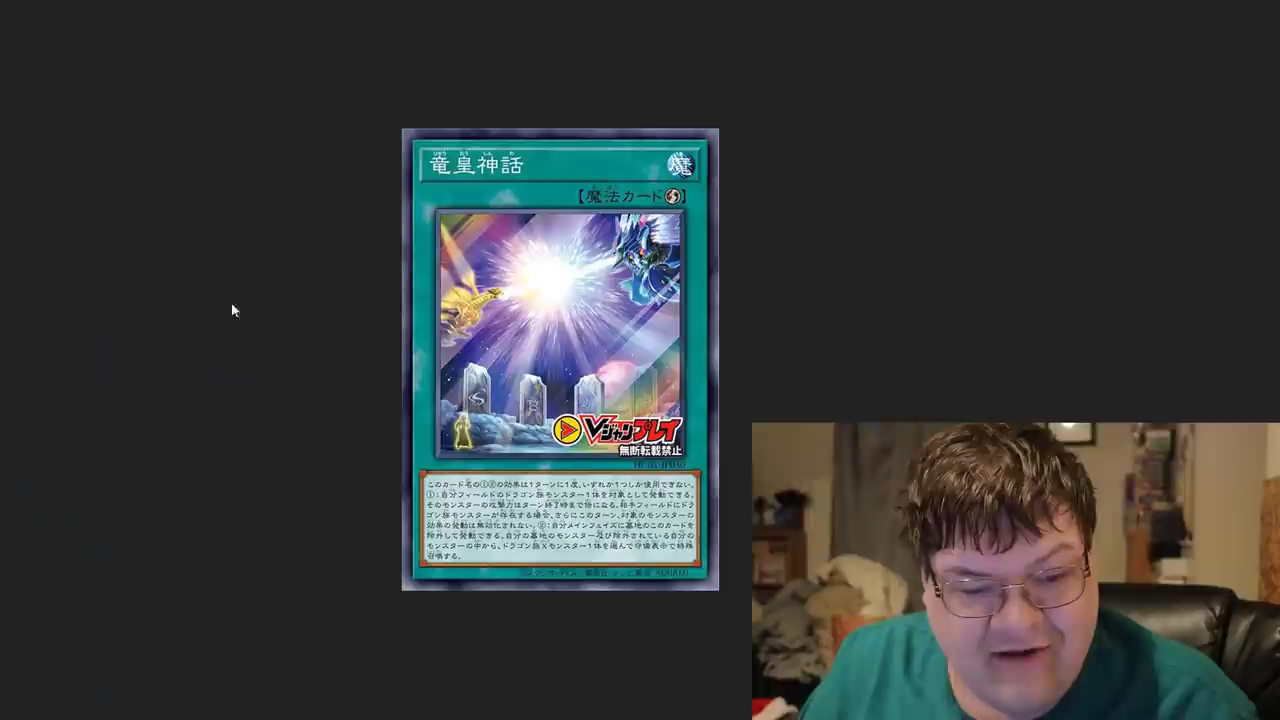 竜皇神話
魔
【魔法カード】
Vジャンプレイ
無断転載禁止
このカード名の①②の効果は1ターンに1度、いずれか1つしか使用できない。
①:自分フィールドのドラゴン族モンスター1体を対象として発動できる。
そのモンスターの攻撃力はターン終了時まで倍になる。相手フィールドにドラ
ゴン族モンスターが存在する場合、さらにこのターン、対象のモンスターの
効果の発動は無効化されない。②:自分メインフェイズに墓地のこのカードを
除外して発動できる。自分の墓地のモンスター及び除外されている自分の
モンスターの中から、ドラゴン族Xモンスター1体を選んで守備表示で特殊
召喚する。